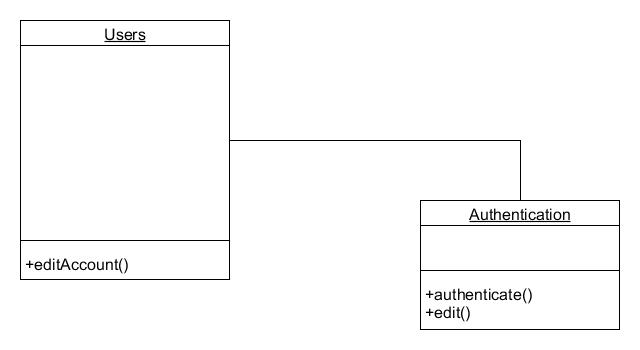 Users
+editAccount()
Authentication
+authenticate()
+edit()